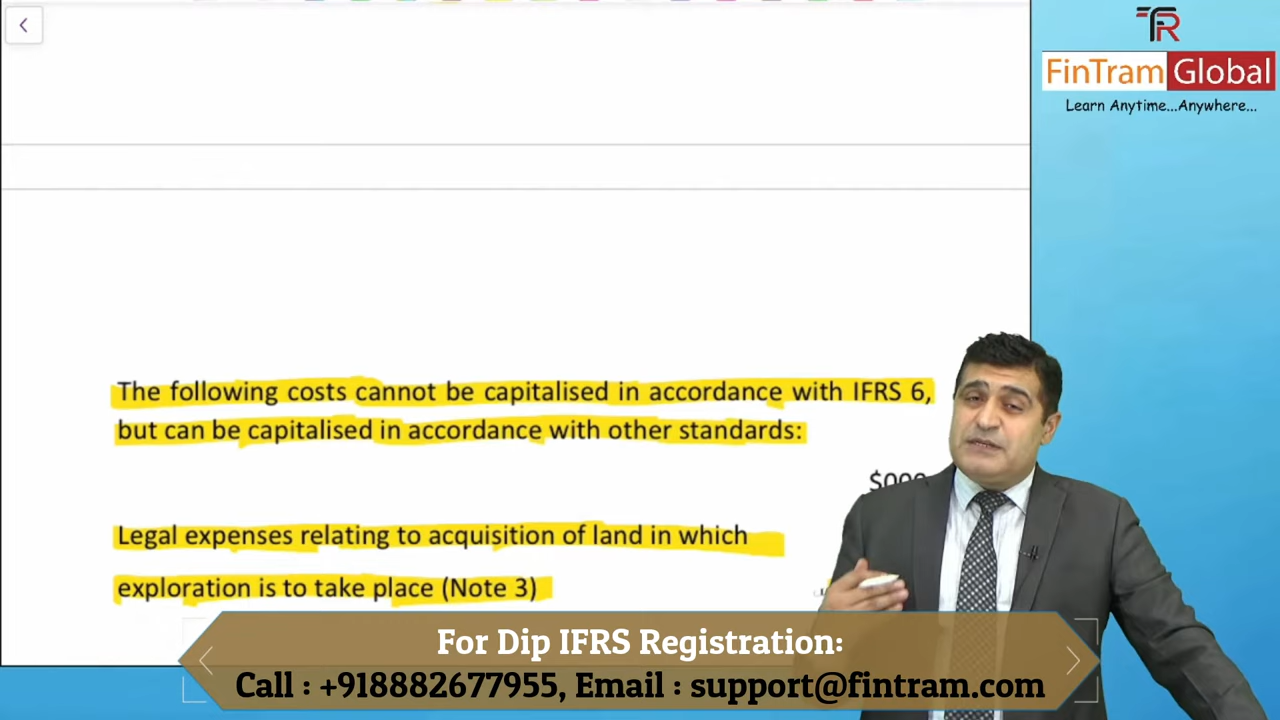 FinTram Global
Learn Anytime...Anywhere...
The following costs cannot be capitalised in accordance with IFRS 6,
but can be capitalised in accordance with other standards:
$000
Legal expenses relating to acquisition of land in which
exploration is to take place (Note 3)
For Dip IFRS Registration:
Call : +918882677955, Email : support@fintram.com